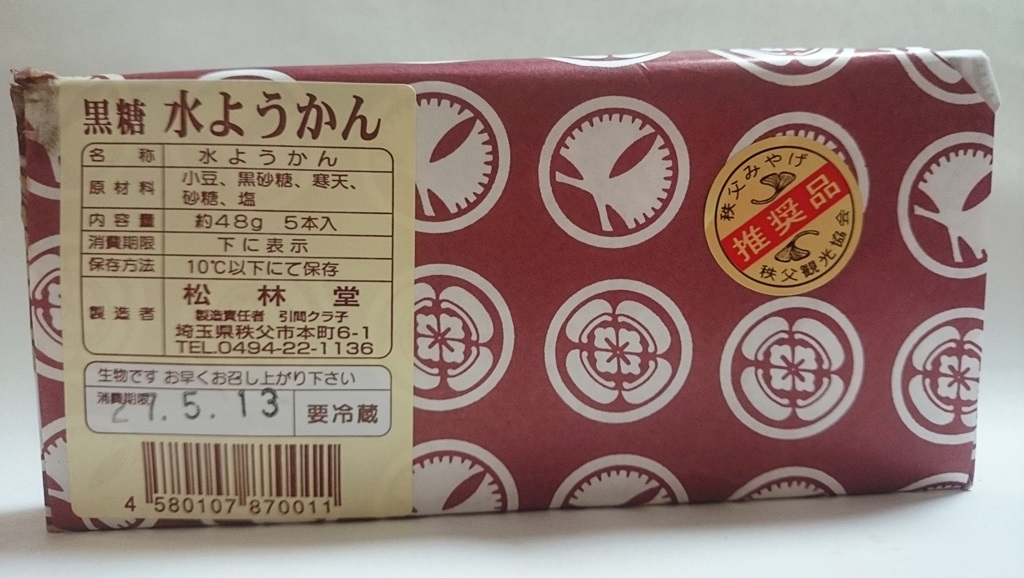 黒糖 水ようかん
名称 水ようかん
原材料 小豆、黒砂糖、寒天、
砂糖、塩
内容量 約48g 5本入
消費期限 下に表示
保存方法 10℃以下にて保存
製造者 松林堂
製造責任者 引間クラ子
埼玉県秩父市本町6-1
TEL.0494-22-1136
生物です お早くお召し上がり下さい
消費期限 27.5.13 要冷蔵
4 580107 870011
秩父みやげ
推奨品
秩父観光協会